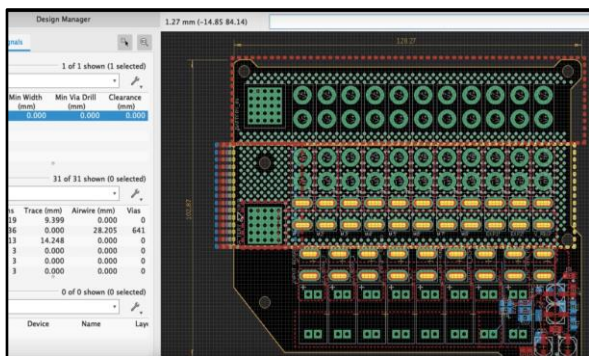 Design Manager
1.27 mm (-14.85 84.14)
gnals
1 of 1 shown (1 selected)
Min Width Min Via Drill Clearance
(mm) (mm) (mm)
0.000 0.000 0.000
31 of 31 shown (0 selected)
ns Trace (mm) Airwire (mm) Vias
19 9.399 0.000 0
36 0.000 28.205 641
13 14.248 0.000 0
3 0.000 0.000 0
3 0.000 0.000 0
3 0.000 0.000 0
0 of 0 shown (0 selected)
Device Name Laye
128.27
102.87